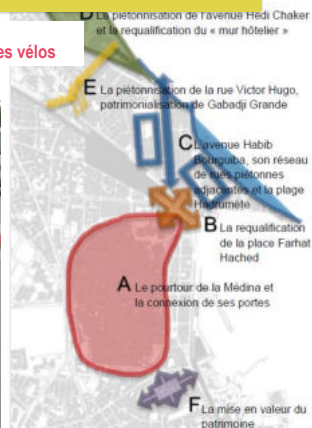 D La piétonnisation de l'avenue Hédi Chaker
et la requalification du « mur hôtelier »
es vélos
E La piétonnisation de la rue Victor Hugo,
patrimonialisation de Gabadji Grande
C L'avenue Habib
Bourguiba, son réseau
de rues piétonnes
adjacentes et la plage
Hadrumète
B La requalification
de la place Farhat
Hached
A Le pourtour de la Médina et
la connexion de ses portes
F La mise en valeur du
patrimoine